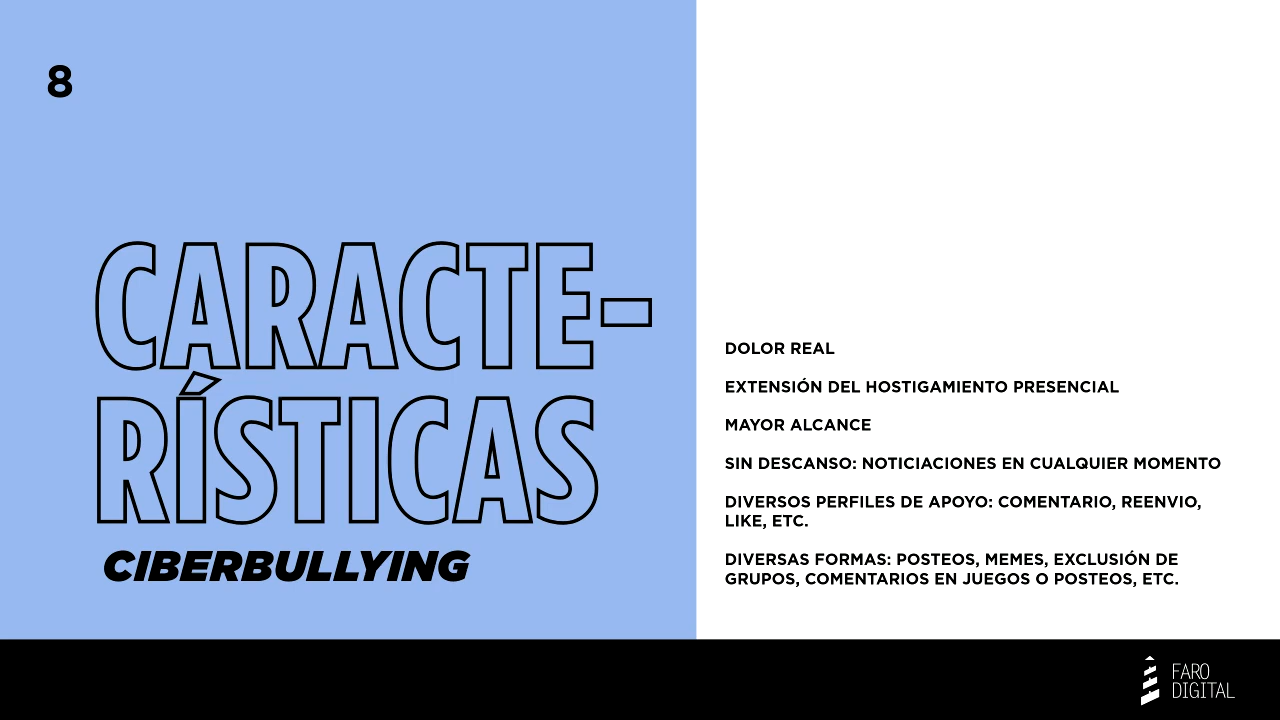 8
CARACTE-
RÍSTICAS
CIBERBULLYING
DOLOR REAL
EXTENSIÓN DEL HOSTIGAMIENTO PRESENCIAL
MAYOR ALCANCE
SIN DESCANSO: NOTICIACIONES EN CUALQUIER MOMENTO
DIVERSOS PERFILES DE APOYO: COMENTARIO, REENVIO,
LIKE, ETC.
DIVERSAS FORMAS: POSTEOS, MEMES, EXCLUSIÓN DE
GRUPOS, COMENTARIOS EN JUEGOS O POSTEOS, ETC.
FARO
DIGITAL